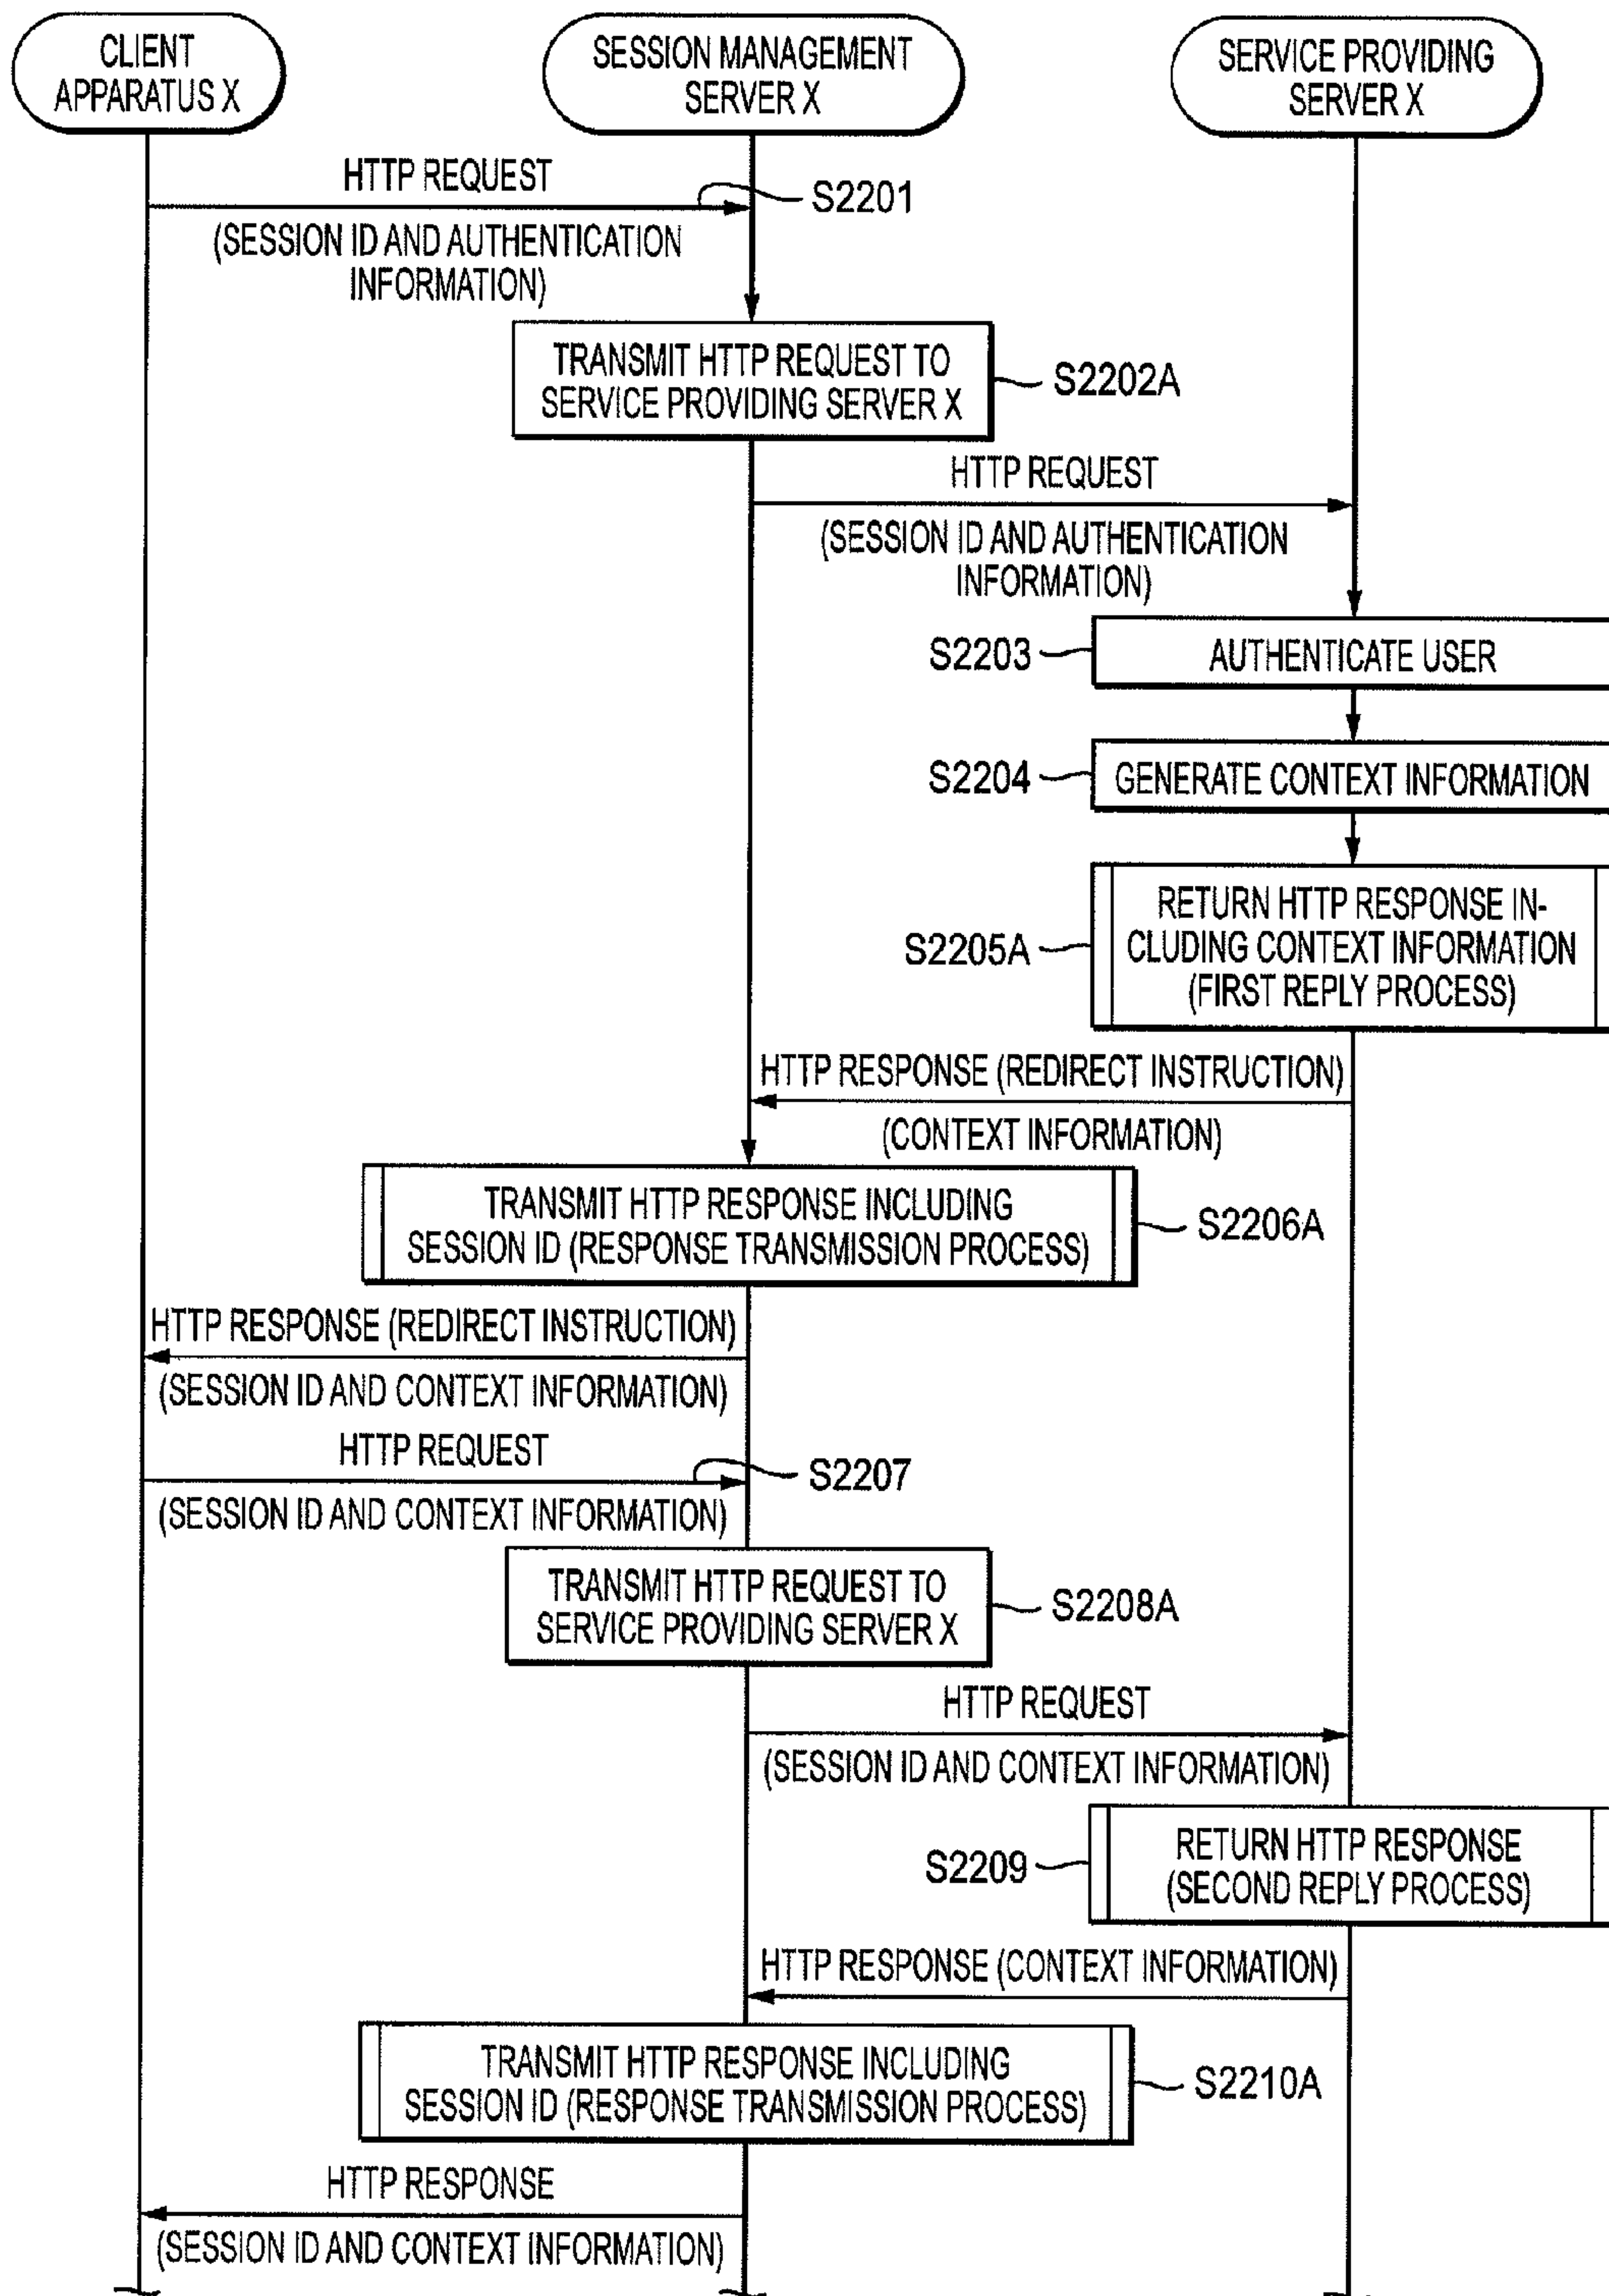 CLIENT
APPARATUS X
SESSION MANAGEMENT
SERVER X
SERVICE PROVIDING
SERVER X
HTTP REQUEST
S2201
(SESSION ID AND AUTHENTICATION
INFORMATION)
TRANSMIT HTTP REQUEST TO
SERVICE PROVIDING SERVER X
S2202A
HTTP REQUEST
(SESSION ID AND AUTHENTICATION
INFORMATION)
S2203
AUTHENTICATE USER
S2204
GENERATE CONTEXT INFORMATION
S2205A
RETURN HTTP RESPONSE IN-
CLUDING CONTEXT INFORMATION
(FIRST REPLY PROCESS)
HTTP RESPONSE (REDIRECT INSTRUCTION)
(CONTEXT INFORMATION)
TRANSMIT HTTP RESPONSE INCLUDING
SESSION ID (RESPONSE TRANSMISSION PROCESS)
S2206A
HTTP RESPONSE (REDIRECT INSTRUCTION)
(SESSION ID AND CONTEXT INFORMATION)
HTTP REQUEST
S2207
(SESSION ID AND CONTEXT INFORMATION)
TRANSMIT HTTP REQUEST TO
SERVICE PROVIDING SERVER X
S2208A
HTTP REQUEST
(SESSION ID AND CONTEXT INFORMATION)
S2209
RETURN HTTP RESPONSE
(SECOND REPLY PROCESS)
HTTP RESPONSE (CONTEXT INFORMATION)
TRANSMIT HTTP RESPONSE INCLUDING
SESSION ID (RESPONSE TRANSMISSION PROCESS)
S2210A
HTTP RESPONSE
(SESSION ID AND CONTEXT INFORMATION)